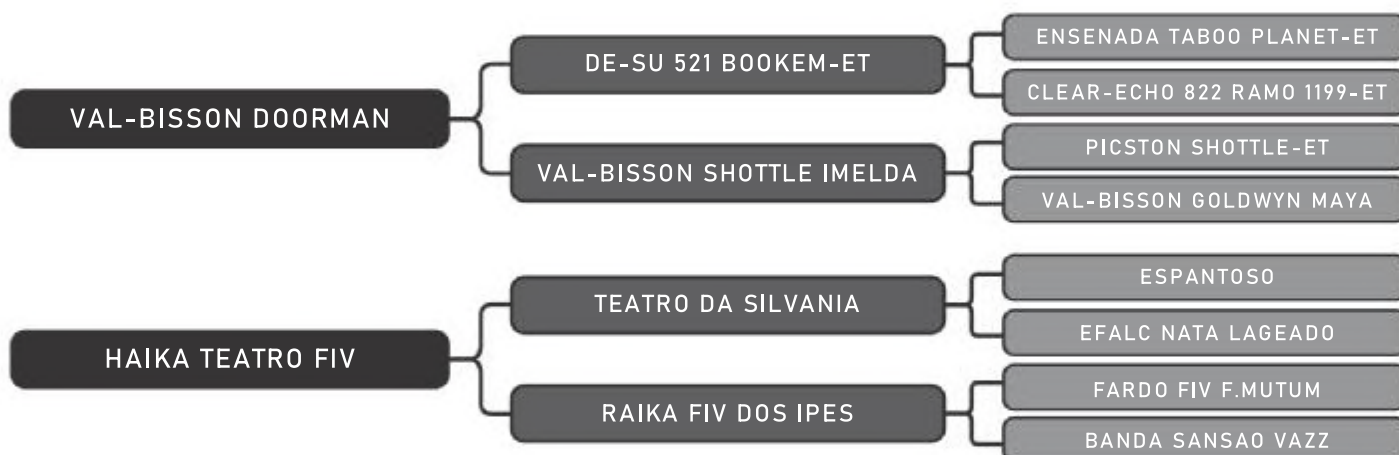 ENSENADA TABOO PLANET-ET
DE-SU 521 BOOKEM-ET
CLEAR-ECHO 822 RAMO 1199-ET
VAL-BISSON DOORMAN
PICSTON SHOTTLE-ET
VAL-BISSON SHOTTLE IMELDA
VAL-BISSON GOLDWYN MAYA
ESPANTOSO
TEATRO DA SILVANIA
EFALC NATA LAGEADO
HAIKA TEATRO FIV
FARDO FIV F.MUTUM
RAIKA FIV DOS IPES
BANDA SANSAO VAZZ